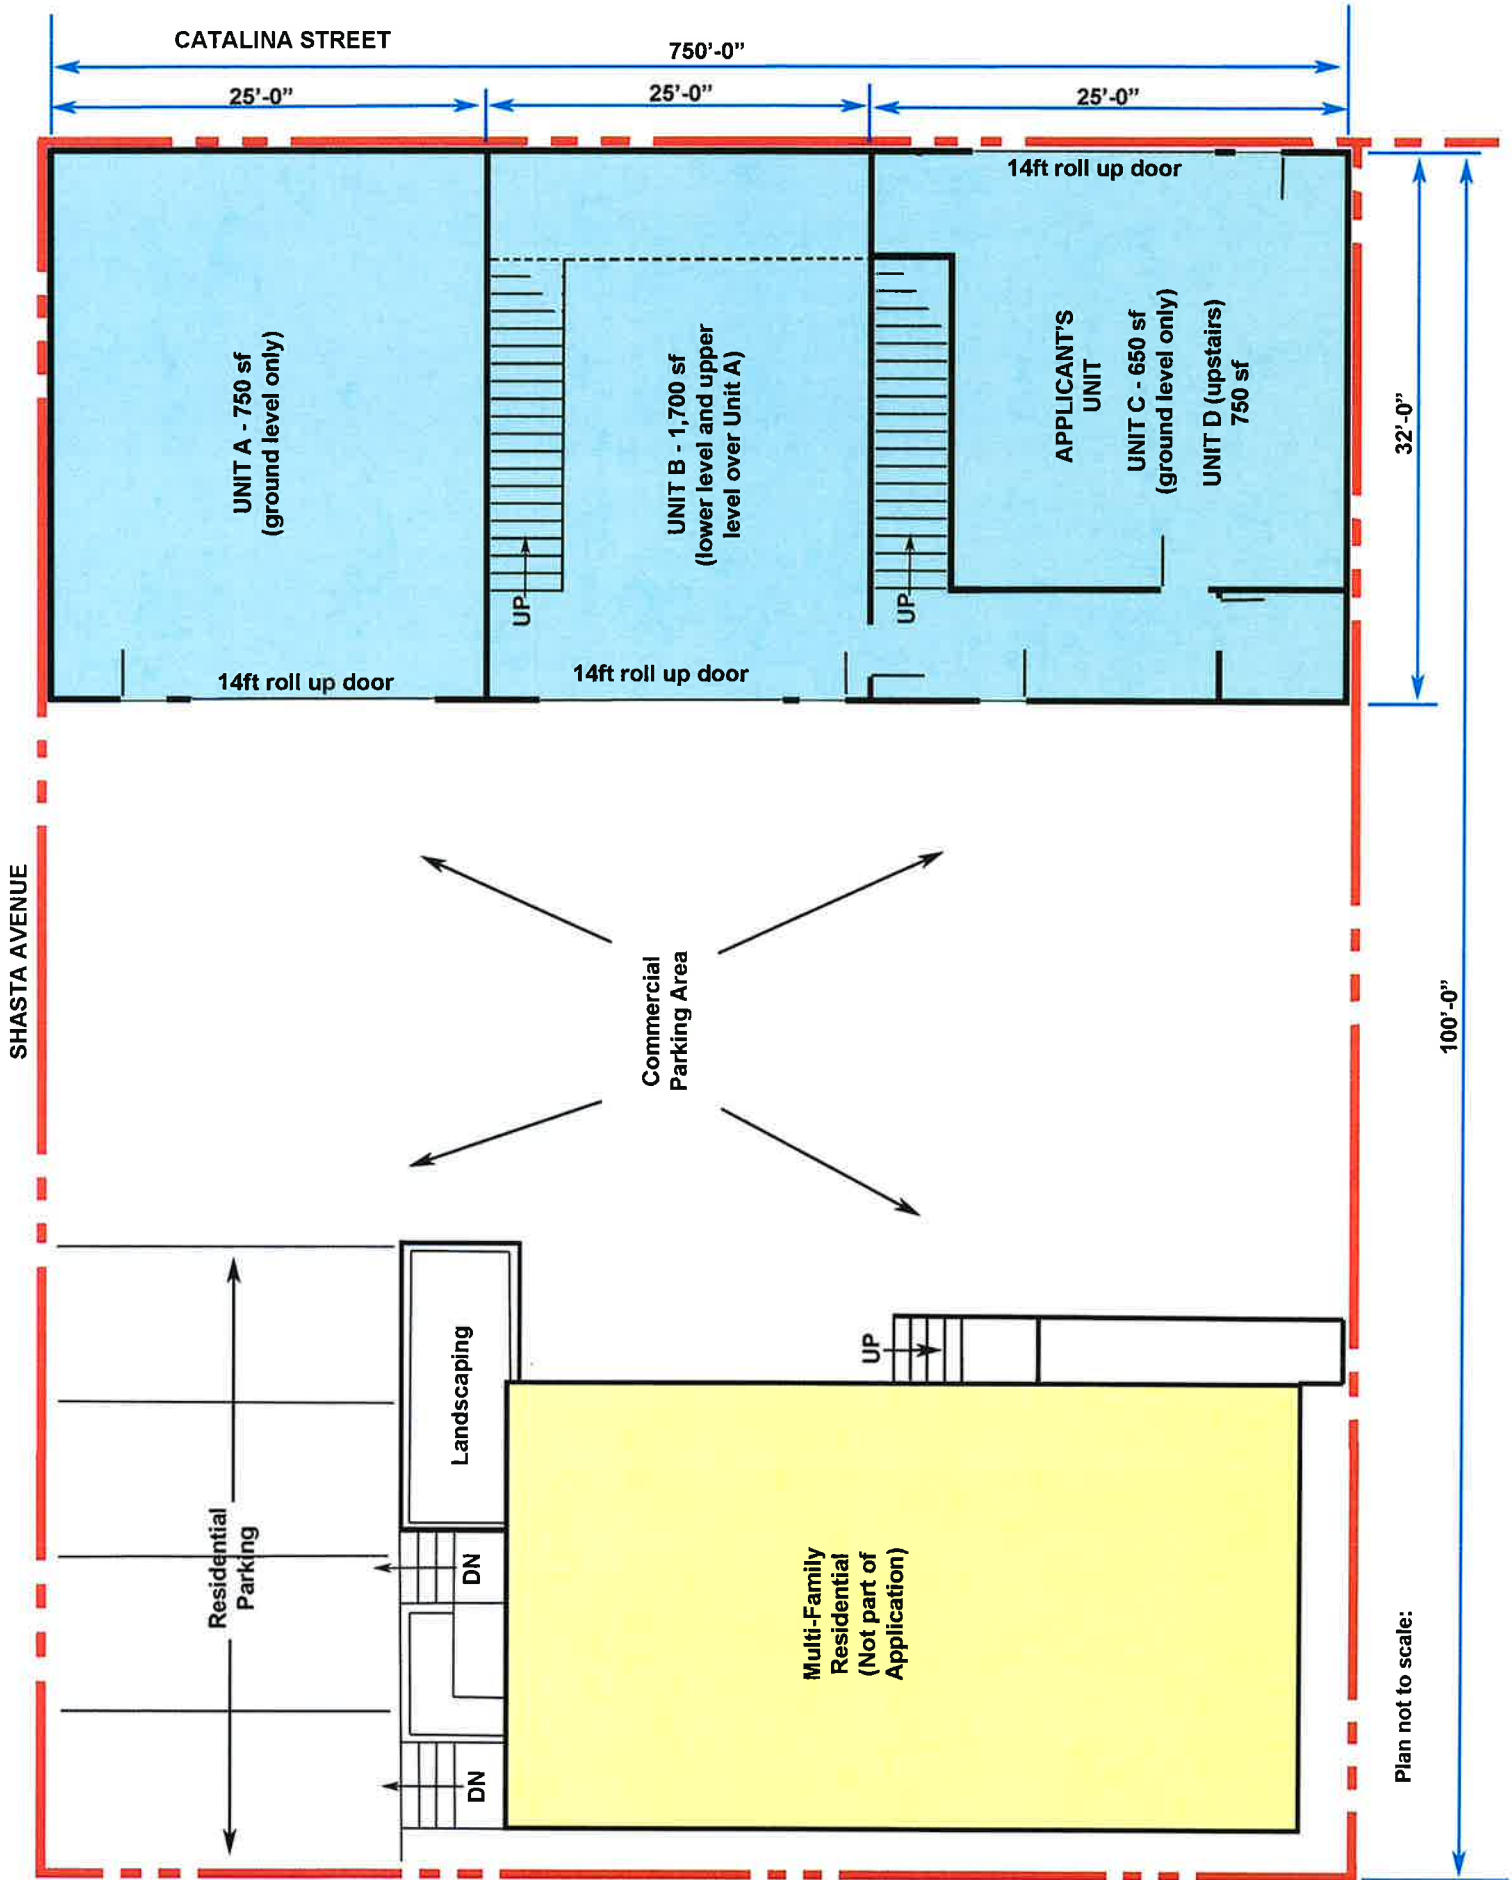 CATALINA STREET
750'-0"
25'-0"
25'-0"
25'-0"
14ft roll up door
UNIT A - 750 sf
(ground level only)
UNIT B - 1,700 sf
(lower level and upper
level over Unit A)
APPLICANT'S
UNIT
UNIT C - 650 sf
(ground level only)
UNIT D (upstairs)
750 sf
32'-0"
UP
UP
14ft roll up door
14ft roll up door
SHASTA AVENUE
Commercial
Parking Area
100'-0"
UP
Landscaping
Residential
Parking
DN
DN
Multi-Family
Residential
(Not part of
Application)
Plan not to scale: